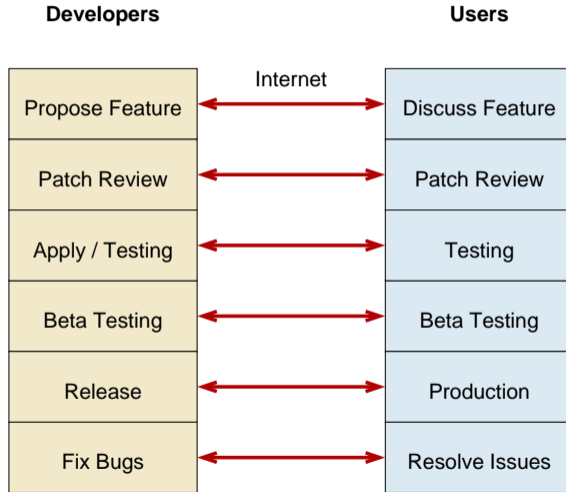 Developers Users
Internet
Propose Feature Discuss Feature
Patch Review Patch Review
Apply / Testing Testing
Beta Testing Beta Testing
Release Production
Fix Bugs Resolve Issues